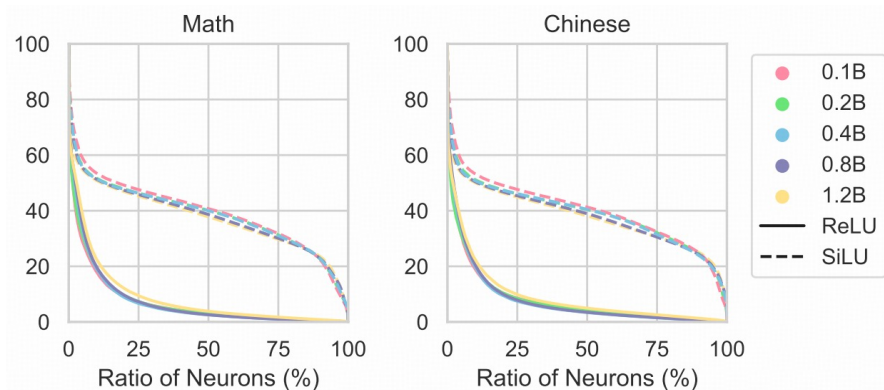 Math
100
80
60
40
20
0
0 25 50 75 100
Ratio of Neurons (%)
Chinese
100
80
60
40
20
0
0 25 50 75 100
Ratio of Neurons (%)
0.1B
0.2B
0.4B
0.8B
1.2B
ReLU
SiLU